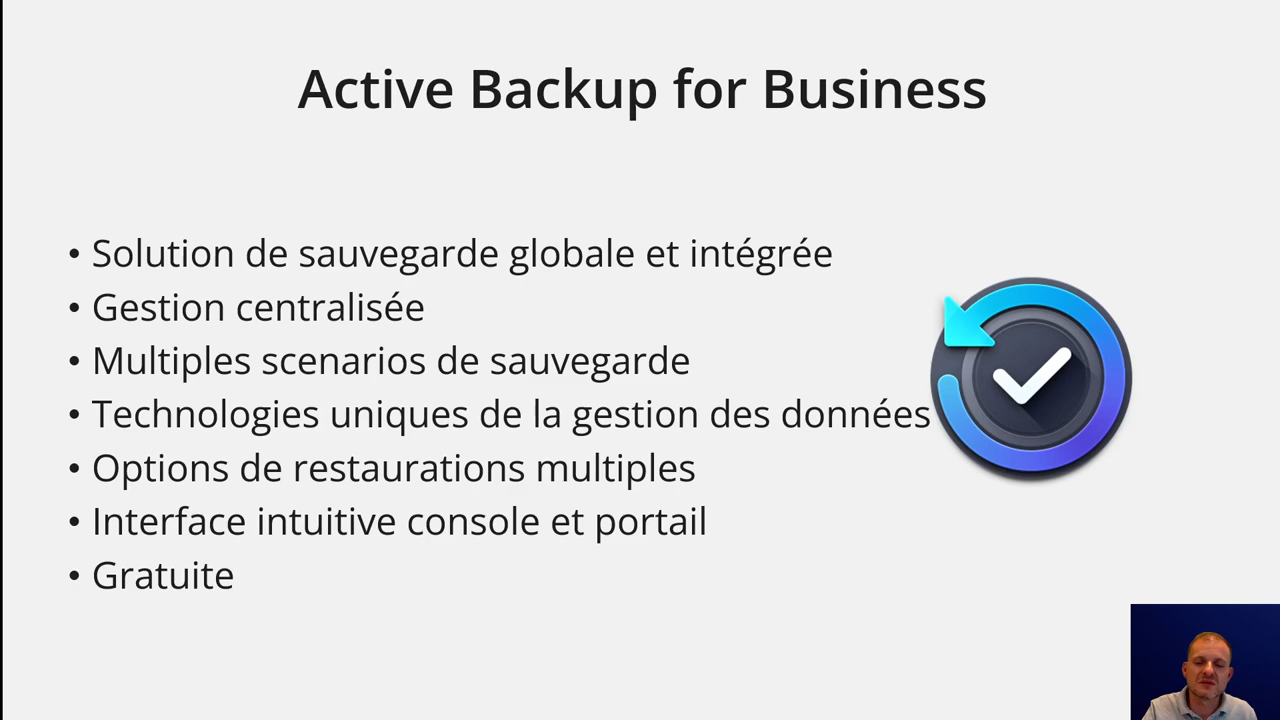 Active Backup for Business
• Solution de sauvegarde globale et intégrée
• Gestion centralisée
• Multiples scenarios de sauvegarde
• Technologies uniques de la gestion des données
• Options de restaurations multiples
• Interface intuitive console et portail
• Gratuite